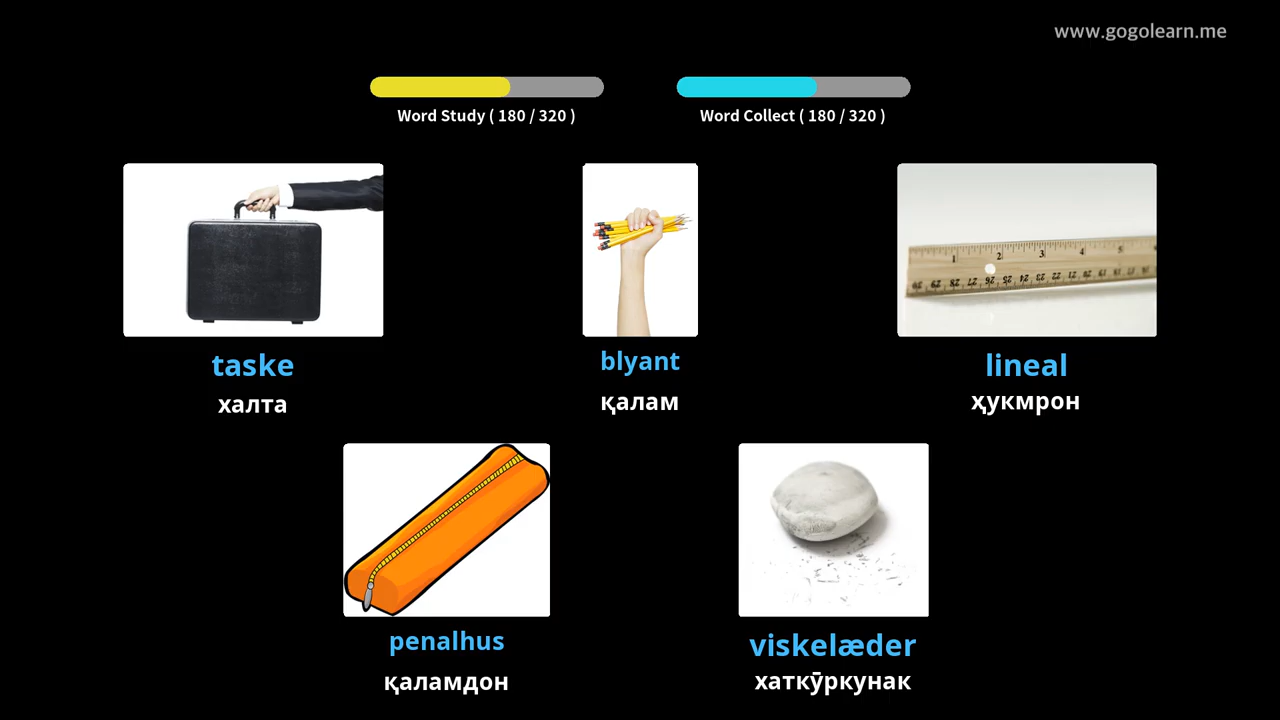 www.gogolearn.me
Word Study ( 180 / 320 )
Word Collect ( 180 / 320 )
taske
халта
blyant
қалам
lineal
ҳукмрон
penalhus
қаламдон
viskelæder
хаткӯркунак